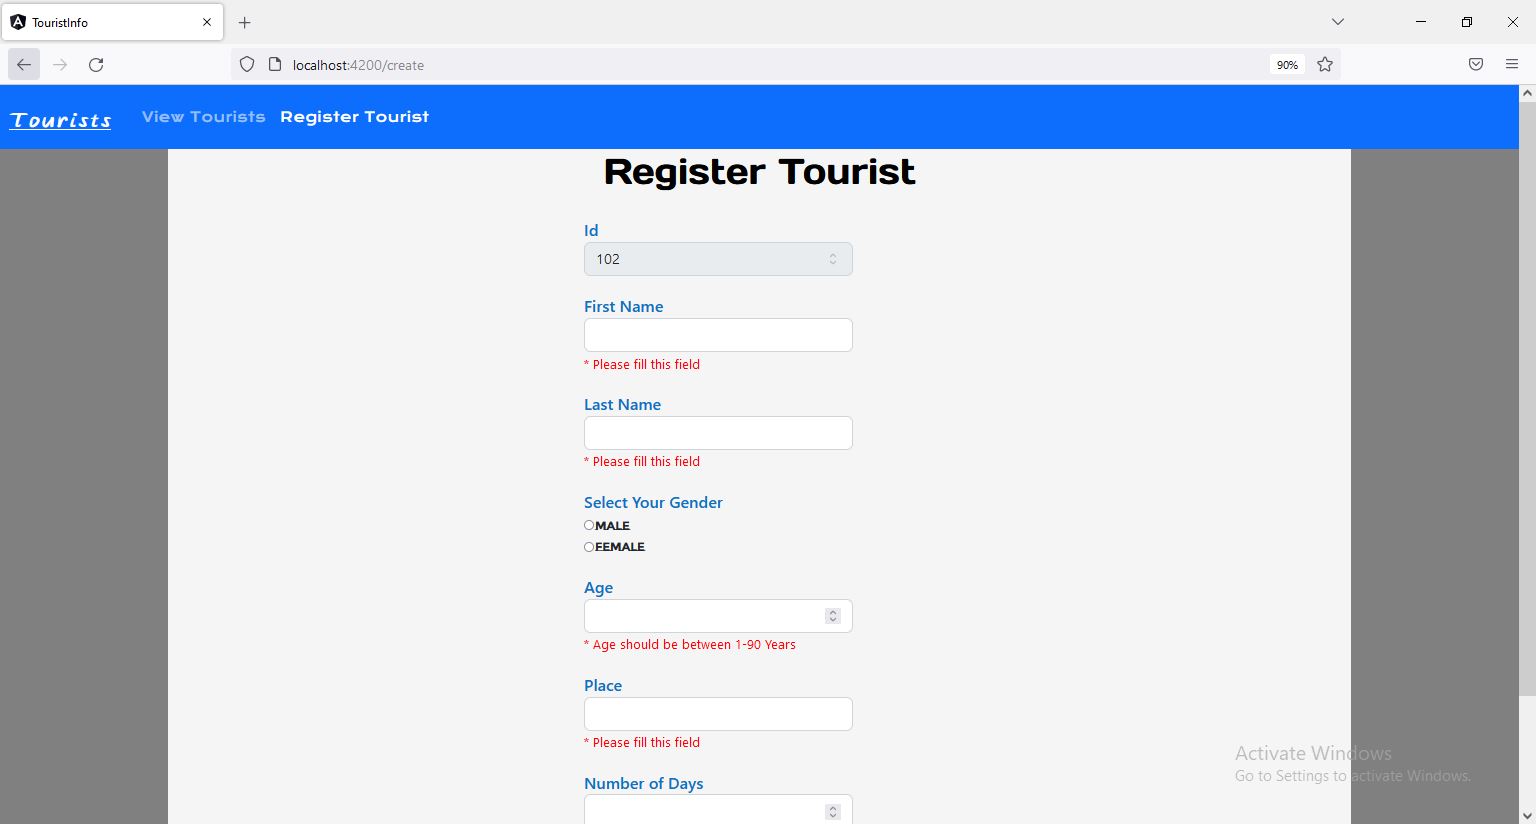 TouristInfo
localhost:4200/create
90%
Tourists View Tourists Register Tourist
Register Tourist
Id
102
First Name
* Please fill this field
Last Name
* Please fill this field
Select Your Gender
MALE
FEMALE
Age
* Age should be between 1-90 Years
Place
* Please fill this field
Number of Days
Activate Windows
Go to Settings to activate Windows.